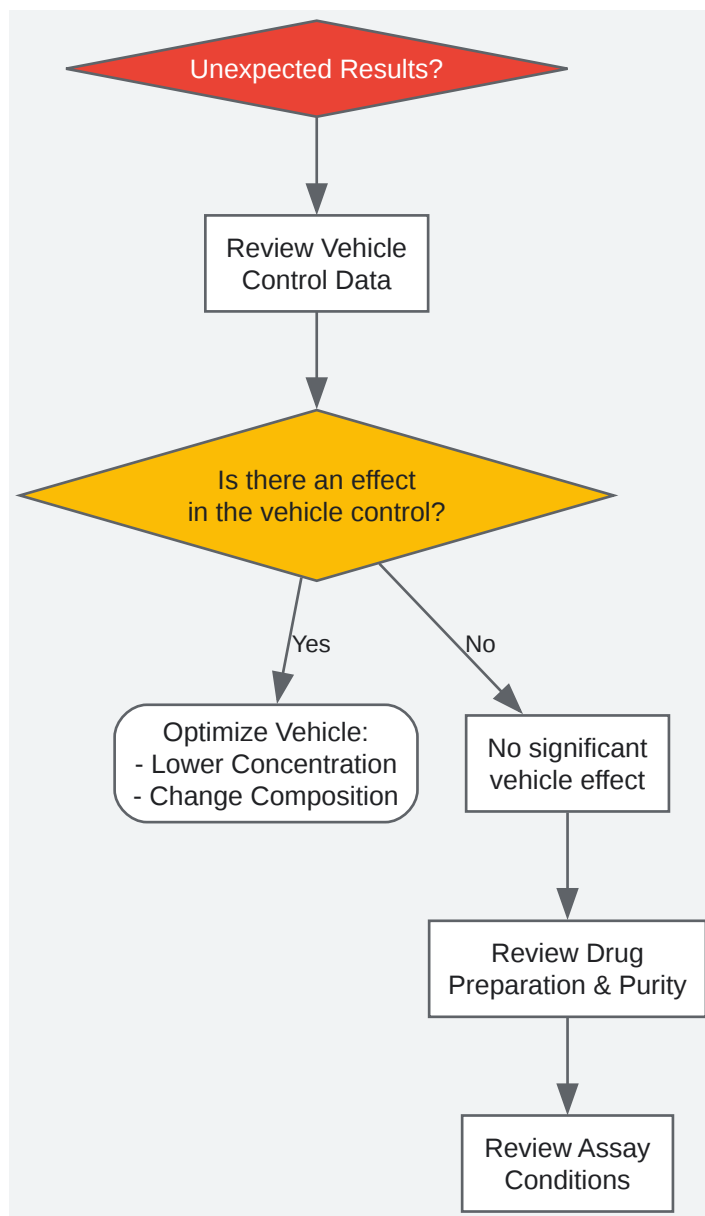 Unexpected Results?
Review Vehicle
Control Data
Is there an effect
in the vehicle control?
Yes
No
Optimize Vehicle:
- Lower Concentration
- Change Composition
No significant
vehicle effect
Review Drug
Preparation & Purity
Review Assay
Conditions